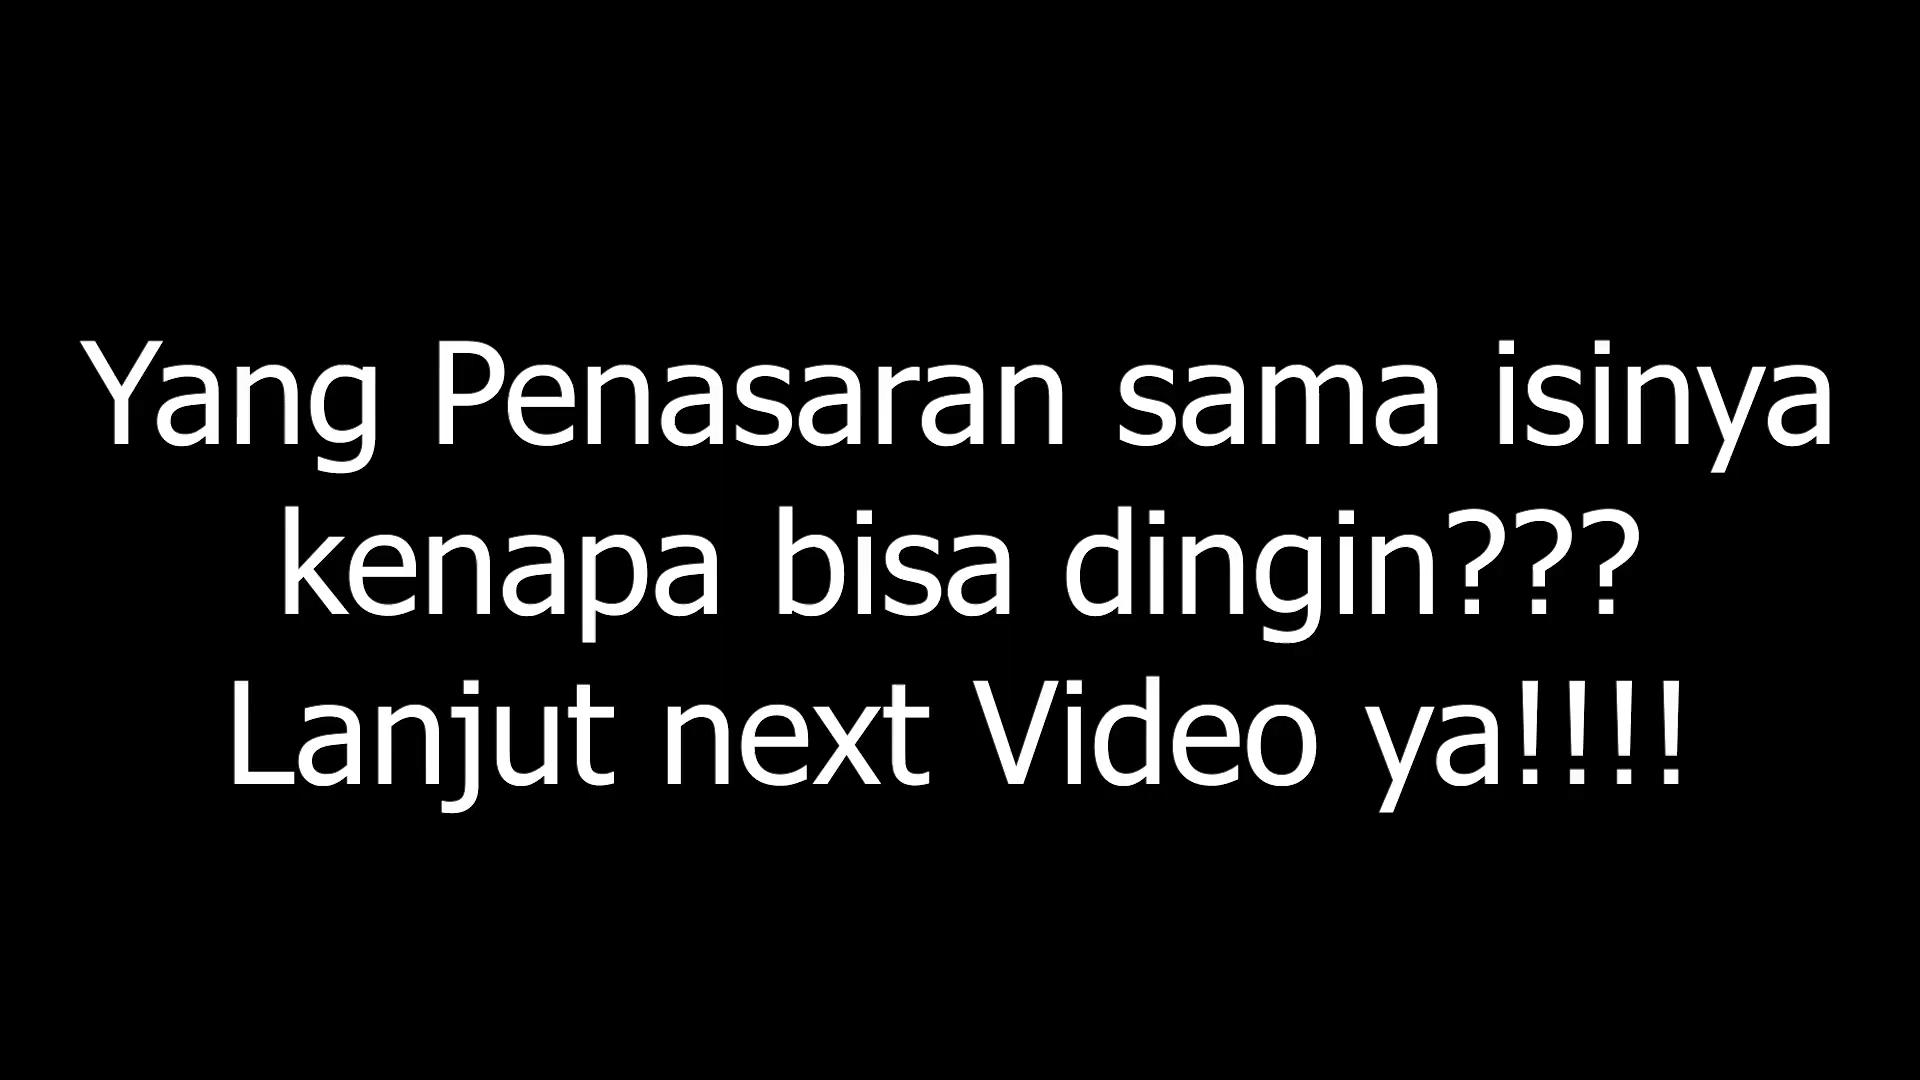 Yang Penasaran sama isinya
kenapa bisa dingin???
Lanjut next Video ya!!!!